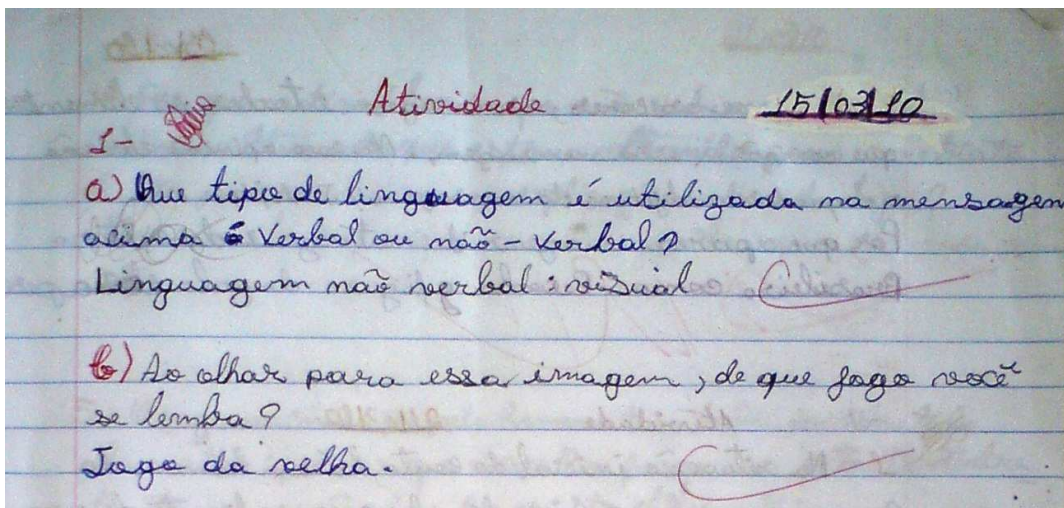 Atividade 15/03/10
1-
a) Que tipo de linguagem é utilizada na mensagem
acima é Verbal ou não-Verbal?
Linguagem não verbal: visual
b) Ao olhar para essa imagem, de que jogo você
se lemba?
Jogo da velha.